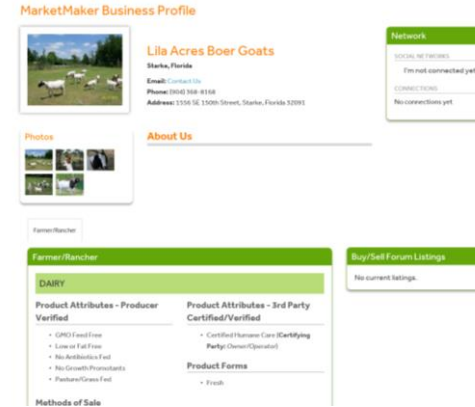 MarketMaker Business Profile
Lila Acres Boer Goats
Starke, Florida
Email: Contact Us
Phone: (904) 368-8168
Address: 1556 SE 150th Street, Starke, Florida 32091
Network
SOCIAL NETWORKS
I'm not connected yet
CONNECTIONS
No connections yet
Photos
About Us
Farmer/Rancher
Farmer/Rancher
Buy/Sell Forum Listings
No current listings.
DAIRY
Product Attributes - Producer
Verified
• GMO Feed Free
• Low or Fat Free
• No Antibiotics Fed
• No Growth Promotants
• Pasture/Grass Fed
Product Attributes - 3rd Party
Certified/Verified
• Certified Humane Care (Certifying
Party: Owner/Operator)
Product Forms
• Fresh
Methods of Sale